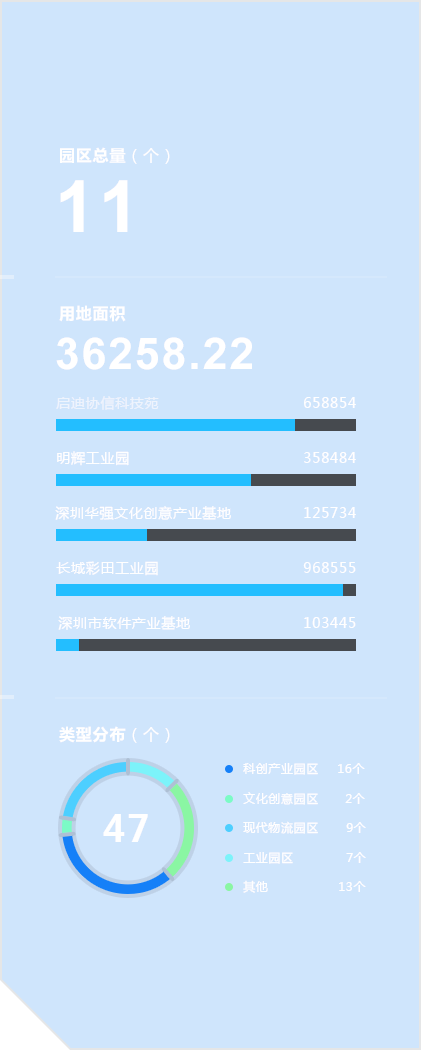 园区总量（个）
11
用地面积
36258.22
启迪协信科技苑 658854
明辉工业园 358484
深圳华强文化创意产业基地 125734
长城彩田工业园 968555
深圳市软件产业基地 103445
类型分布（个）
47
科创产业园区 16个
文化创意园区 2个
现代物流园区 9个
工业园区 7个
其他 13个